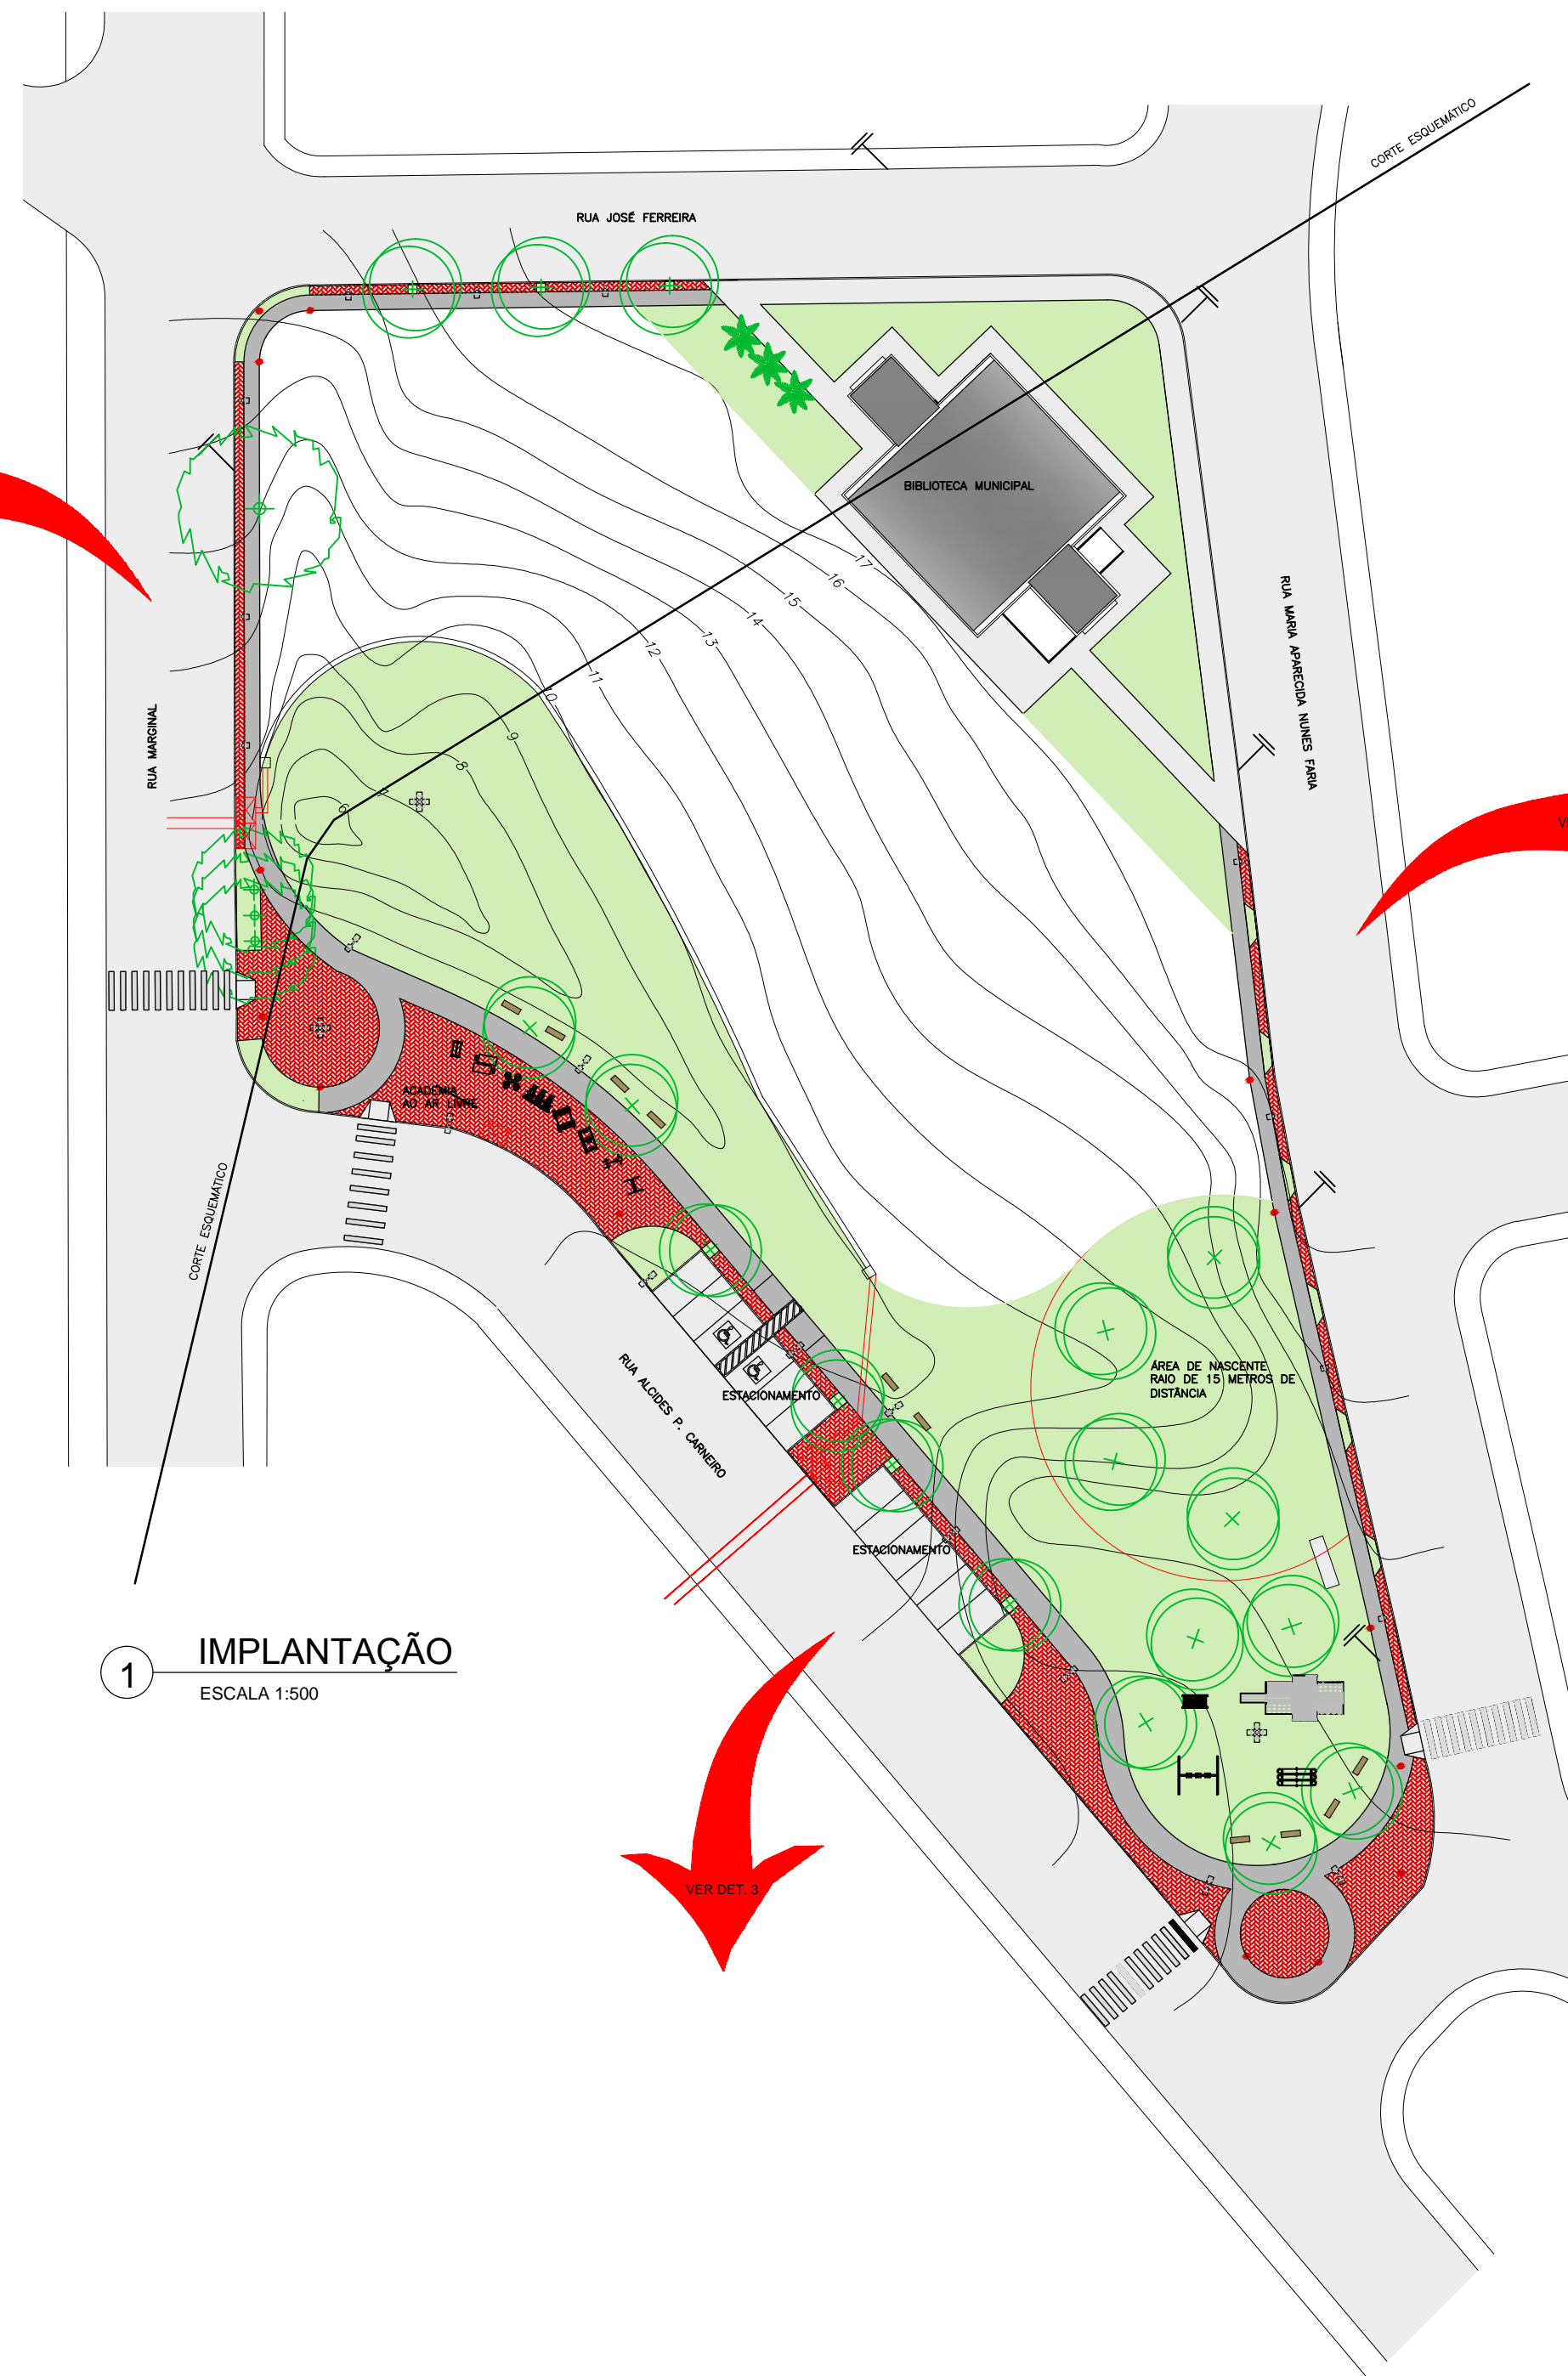 CORTE ESQUEMÁTICO
RUA JOSÉ FERREIRA
BIBLIOTECA MUNICIPAL
17
16
15
14
13
12
11
10
9
8
7
6
RUA MARIA APARECIDA NUNES FARIA
RUA MARGINAL
ACADEMIA
AO AR LIVRE
CORTE ESQUEMÁTICO
ÁREA DE NASCENTE
RAIO DE 15 METROS DE
DISTÂNCIA
RUA ALCIDES P. CARNEIRO
ESTACIONAMENTO
ESTACIONAMENTO
1
IMPLANTAÇÃO
ESCALA 1:500
VER DET. 3